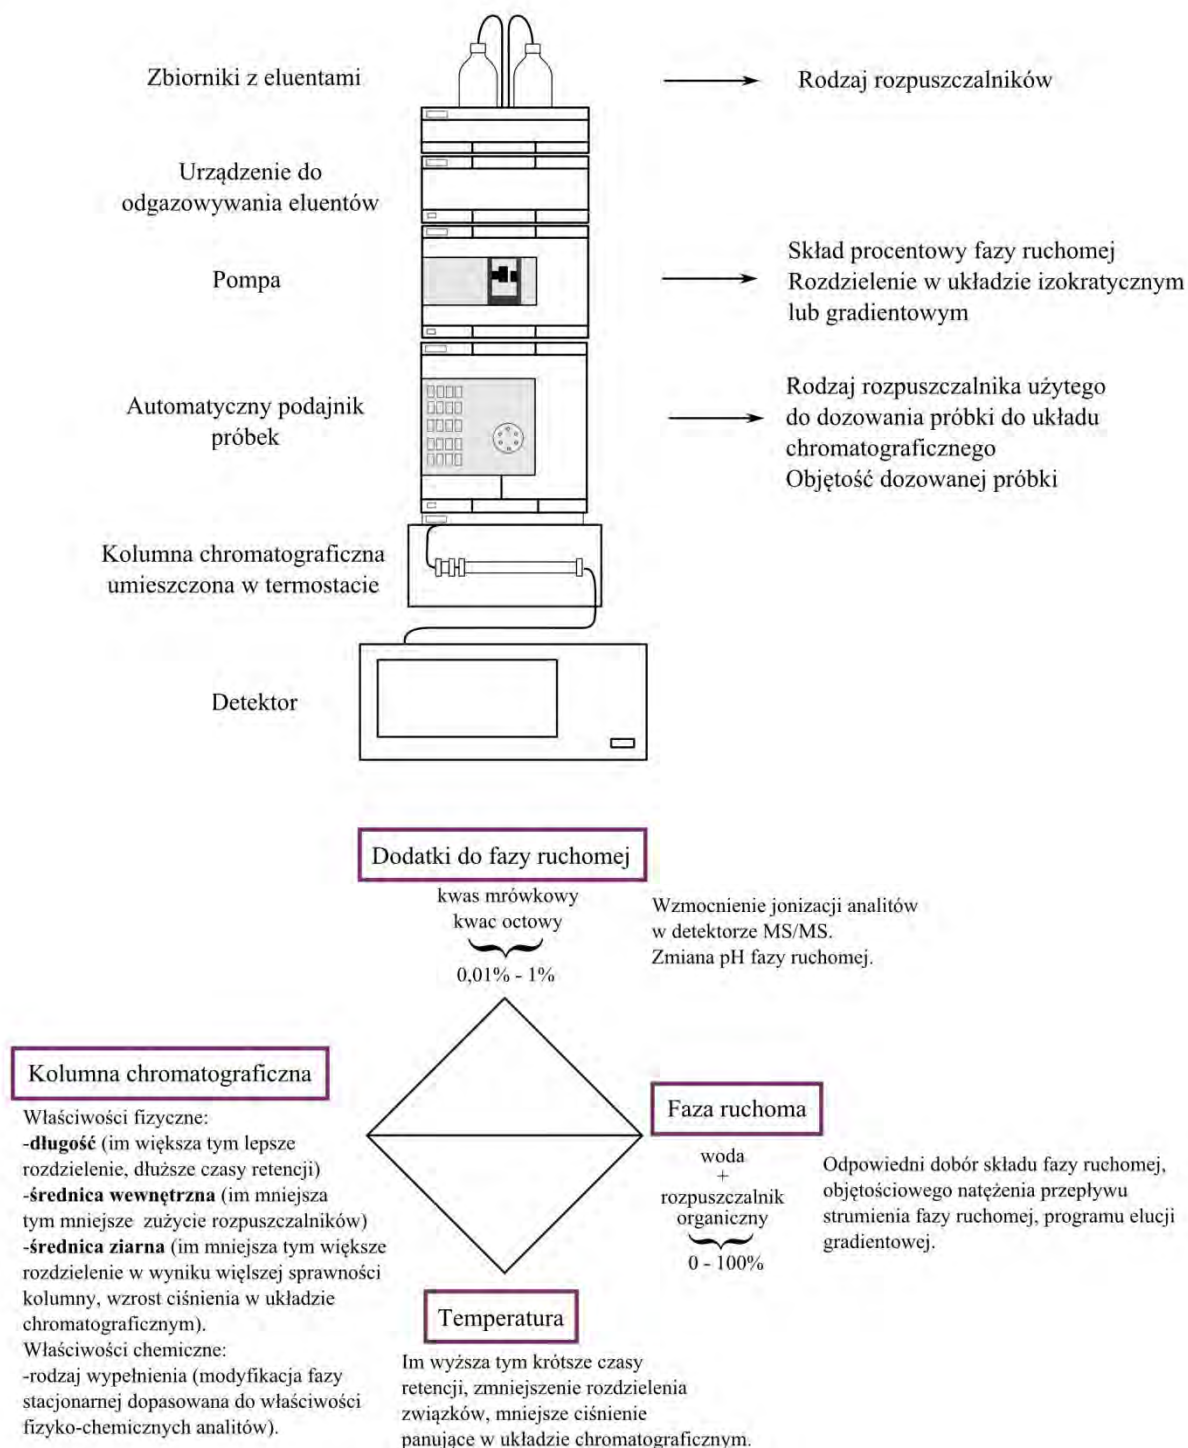 Zbiorniki z eluentami
Rodzaj rozpuszczalników
Urządzenie do
odgazowywania eluentów
Pompa
Skład procentowy fazy ruchomej
Rozdzielenie w układzie izokratycznym
lub gradientowym
Automatyczny podajnik
próbek
Rodzaj rozpuszczalnika użytego
do dozowania próbki do układu
chromatograficznego
Objętość dozowanej próbki
Kolumna chromatograficzna
umieszczona w termostacie
Detektor
Dodatki do fazy ruchomej
kwas mrówkowy
kwac octowy
0,01% - 1%
Wzmocnienie jonizacji analitów
w detektorze MS/MS.
Zmiana pH fazy ruchomej.
Kolumna chromatograficzna
Właściwości fizyczne:
-długość (im większa tym lepsze
rozdzielenie, dłuższe czasy retencji)
-średnica wewnętrzna (im mniejsza
tym mniejsze zużycie rozpuszczalników)
-średnica ziarna (im mniejsza tym większe
rozdzielenie w wyniku więlszej sprawności
kolumny, wzrost ciśnienia w układzie
chromatograficznym).
Właściwości chemiczne:
-rodzaj wypełnienia (modyfikacja fazy
stacjonarnej dopasowana do właściwości
fizyko-chemicznych analitów).
Faza ruchoma
woda
+
rozpuszczalnik
organiczny
0 - 100%
Odpowiedni dobór składu fazy ruchomej,
objętościowego natężenia przepływu
strumienia fazy ruchomej, programu elucji
gradientowej.
Temperatura
Im wyższa tym krótsze czasy
retencji, zmniejszenie rozdzielenia
związków, mniejsze ciśnienie
panujące w układzie chromatograficznym.